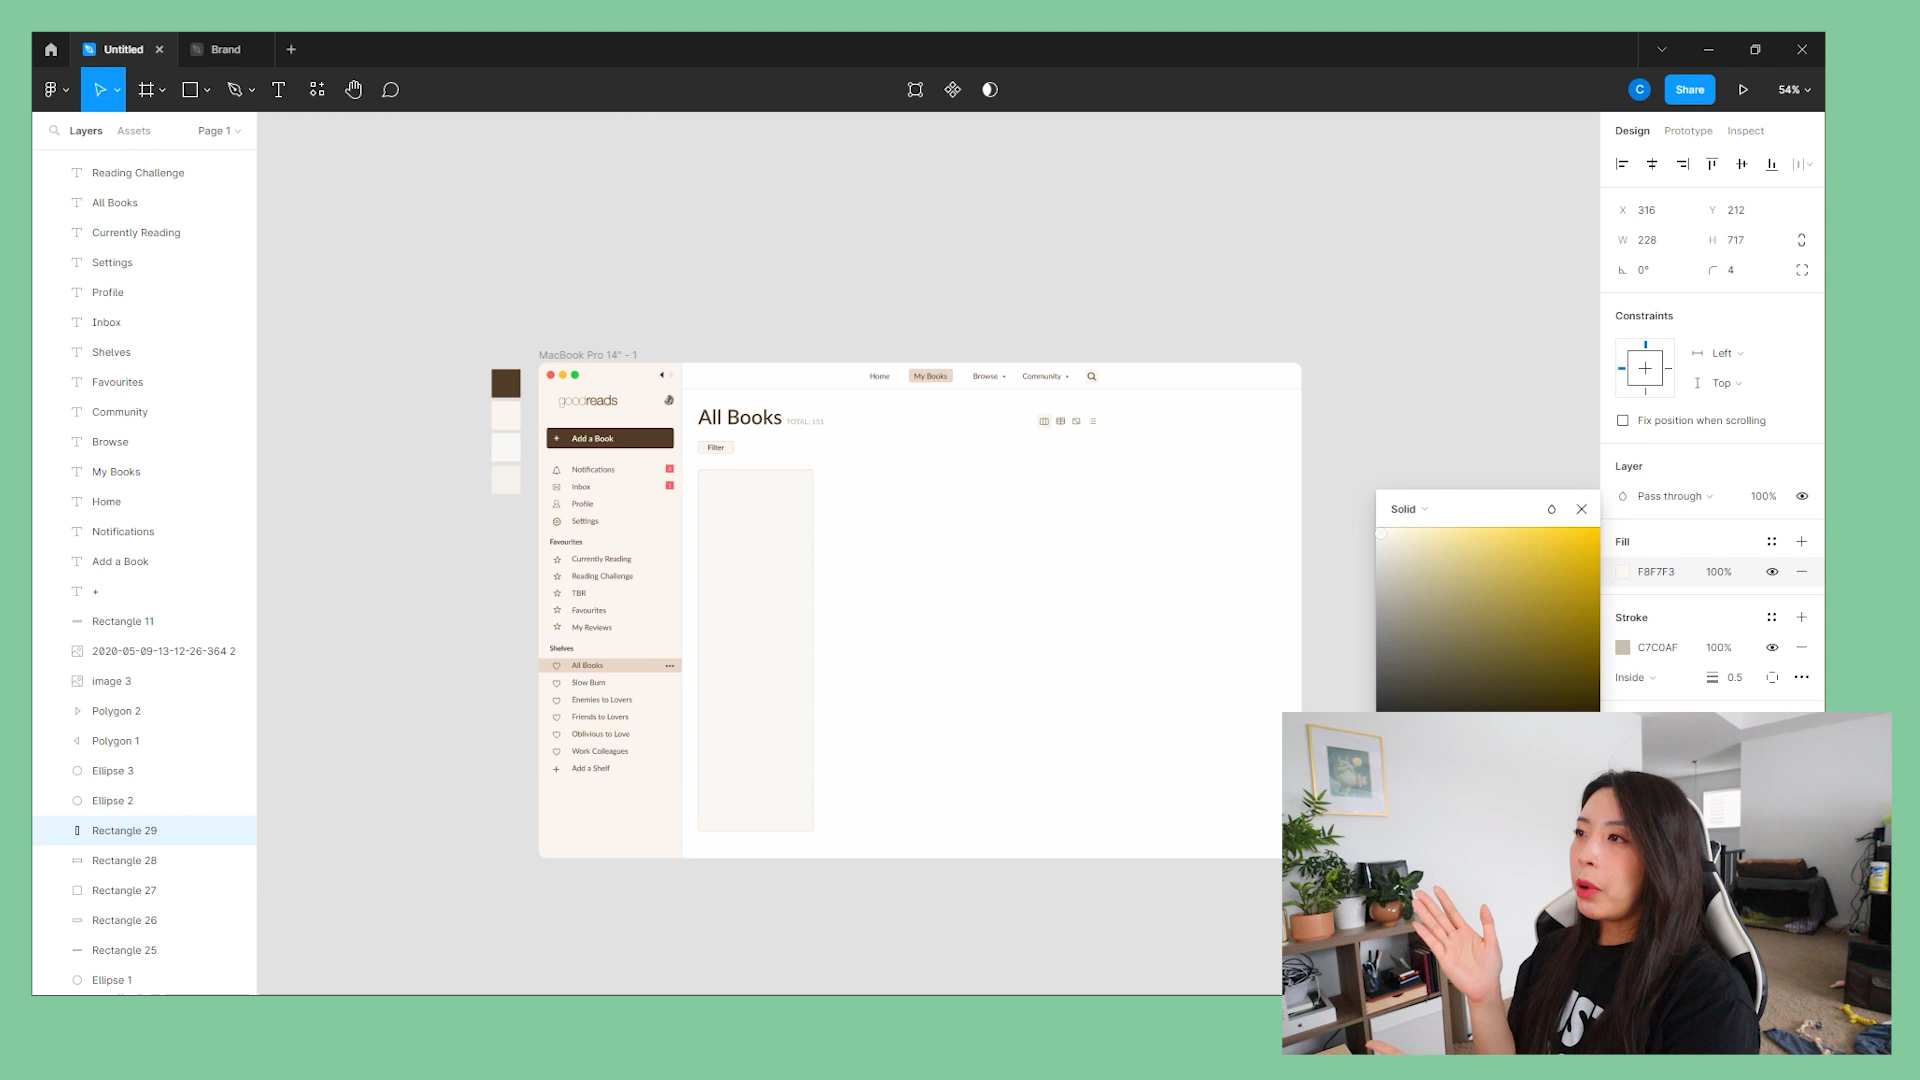 Untitled
Brand
Share
54%
C
Layers
Assets
Page 1
Reading Challenge
All Books
Currently Reading
Settings
Profile
Inbox
Shelves
Favourites
Community
Browse
My Books
Home
Notifications
Add a Book
+
Rectangle 11
2020-05-09-13-12-26-364 2
image 3
Polygon 2
Polygon 1
Ellipse 3
Ellipse 2
Rectangle 29
Rectangle 28
Rectangle 27
Rectangle 26
Rectangle 25
Ellipse 1
MacBook Pro 14" - 1
goodreads
+ Add a Book
Notifications
Inbox
Profile
Settings
Favourites
Currently Reading
Reading Challenge
TBR
Favourites
My Reviews
Shelves
All Books
Slow Burn
Enemies to Lovers
Friends to Lovers
Oblivious to Love
Work Colleagues
+ Add a Shelf
Home
My Books
Browse
Community
All Books TOTAL: 151
Filter
Solid
Design
Prototype
Inspect
X 316
Y 212
W 228
H 717
0°
4
Constraints
Left
Top
Fix position when scrolling
Layer
Pass through
100%
Fill
F8F7F3
100%
Stroke
C7C0AF
100%
Inside
0.5